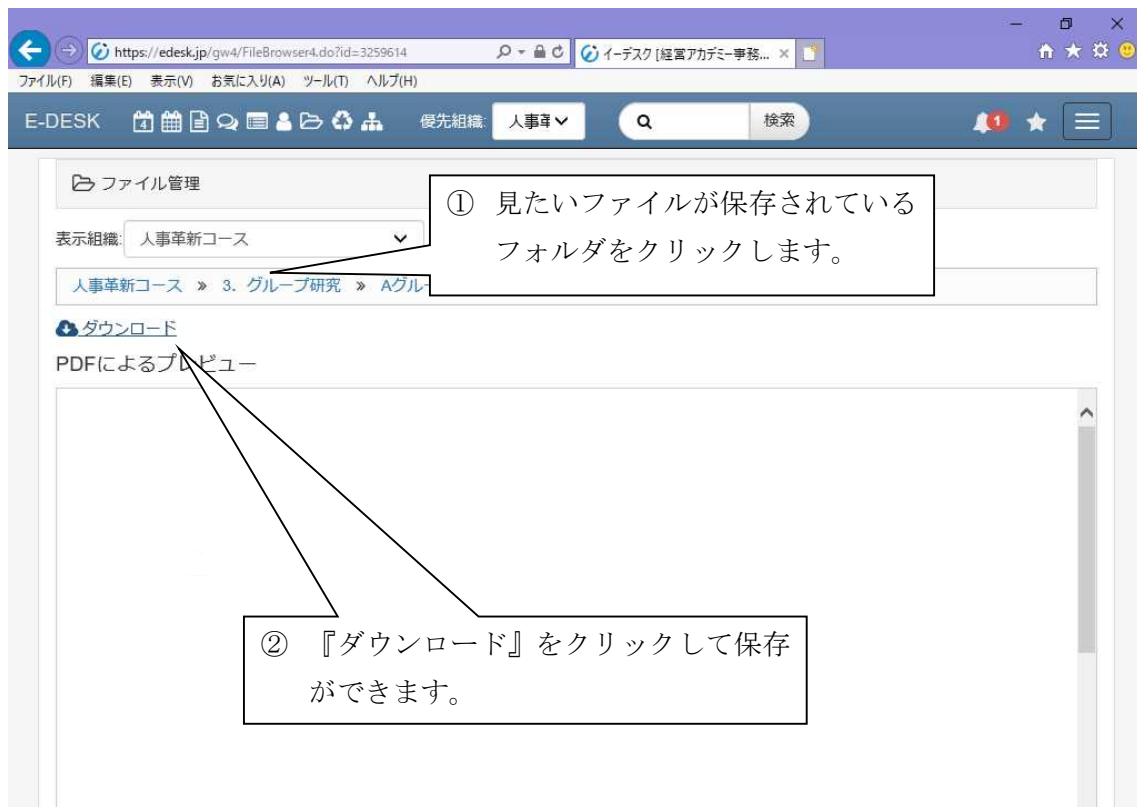 https://edesk.jp/gw4/FileBrowser4.do?id=3259614
イーデスク [経営アカデミー事務...
ファイル(F) 編集(E) 表示(V) お気に入り(A) ツール(T) ヘルプ(H)
E-DESK 4 優先組織: 人事革 検索 1
ファイル管理
① 見たいファイルが保存されている
フォルダをクリックします。
表示組織: 人事革新コース
人事革新コース » 3. グループ研究 » Aグルー
ダウンロード
PDFによるプレビュー
② 『ダウンロード』をクリックして保存
ができます。